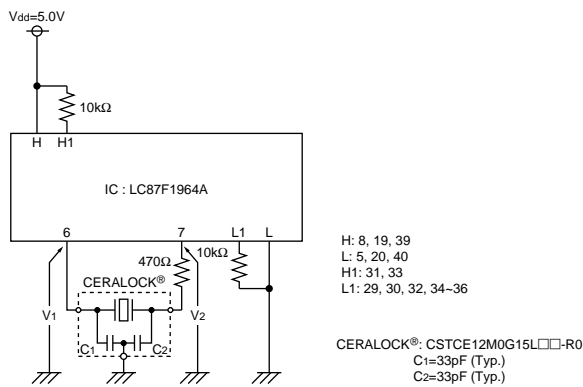 Vdd=5.0V
10kΩ
H H1
IC : LC87F1964A
6 7 L1 L
470Ω 10kΩ
CERALOCK®
V1 V2
C1 C2
H: 8, 19, 39
L: 5, 20, 40
H1: 31, 33
L1: 29, 30, 32, 34~36
CERALOCK®: CSTCE12M0G15L□□-R0
C1=33pF (Typ.)
C2=33pF (Typ.)